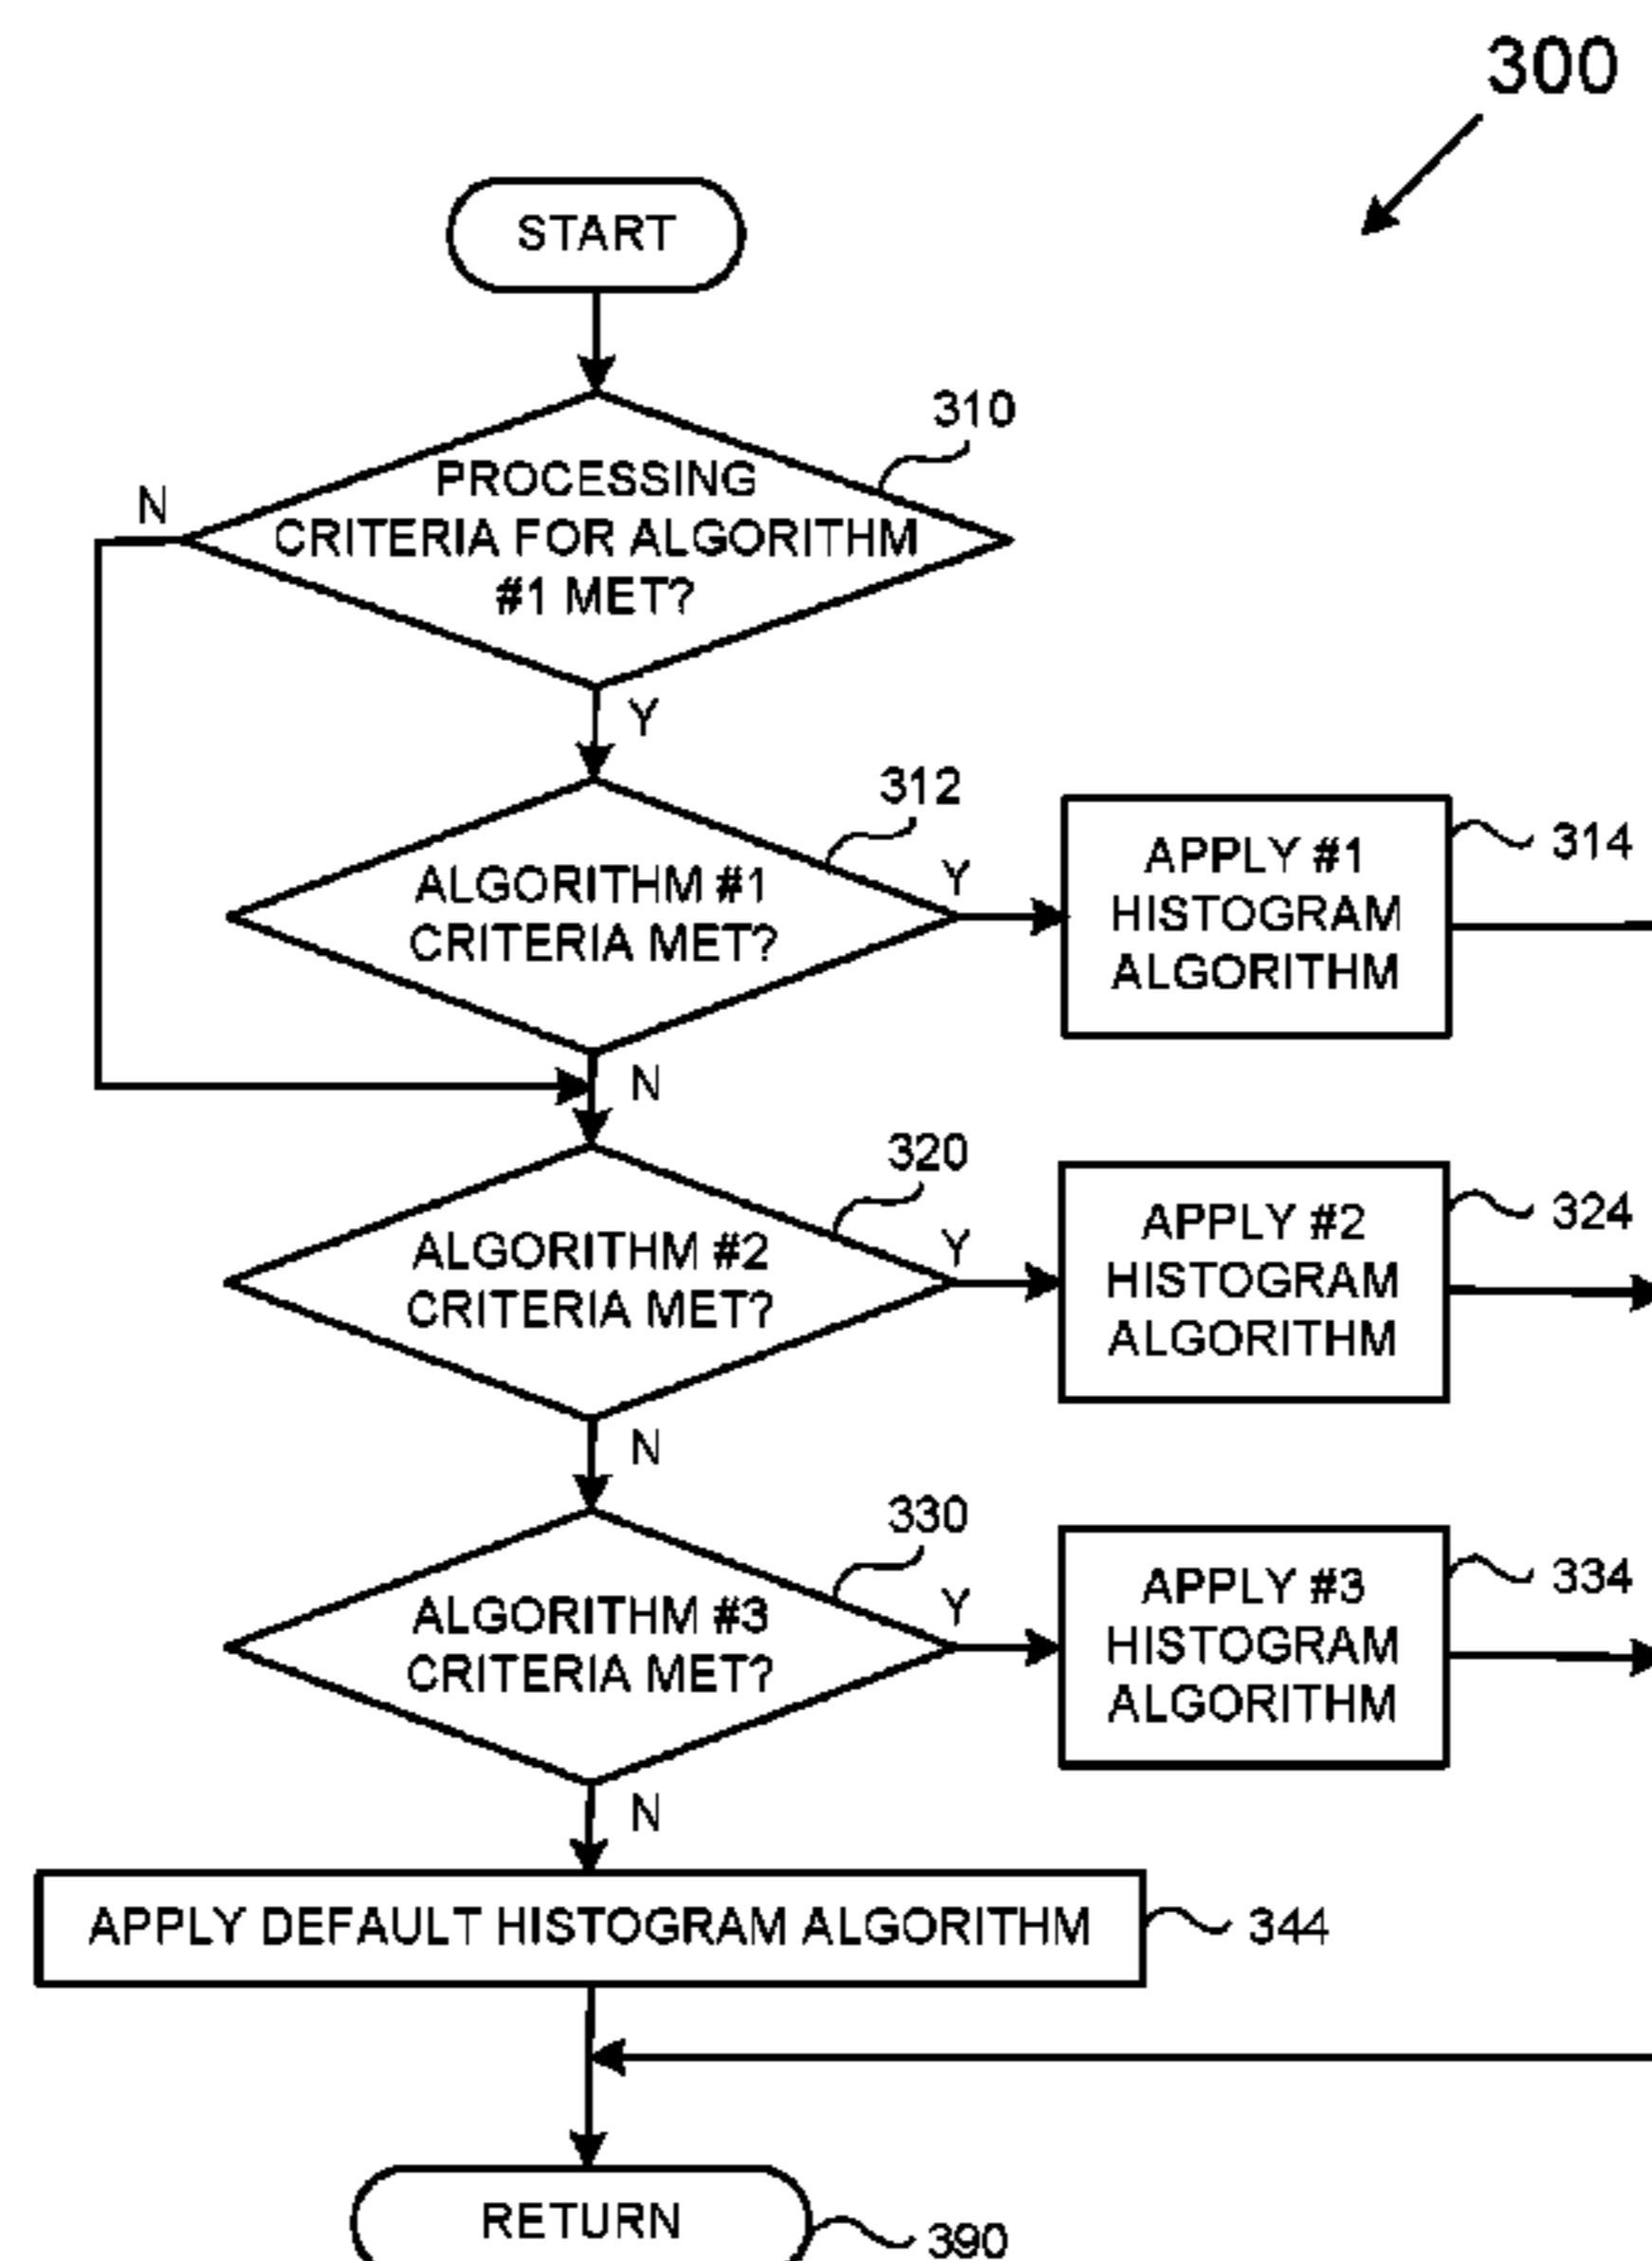 300
START
310
PROCESSING
CRITERIA FOR ALGORITHM
#1 MET?
N
Y
312
ALGORITHM #1
CRITERIA MET?
Y
APPLY #1
HISTOGRAM
ALGORITHM
314
N
320
ALGORITHM #2
CRITERIA MET?
Y
APPLY #2
HISTOGRAM
ALGORITHM
324
N
330
ALGORITHM #3
CRITERIA MET?
Y
APPLY #3
HISTOGRAM
ALGORITHM
334
N
APPLY DEFAULT HISTOGRAM ALGORITHM
344
RETURN
390